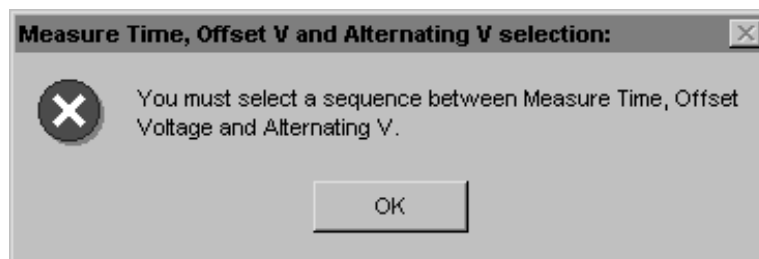 Measure Time, Offset V and Alternating V selection:
You must select a sequence between Measure Time, Offset
Voltage and Alternating V.
OK